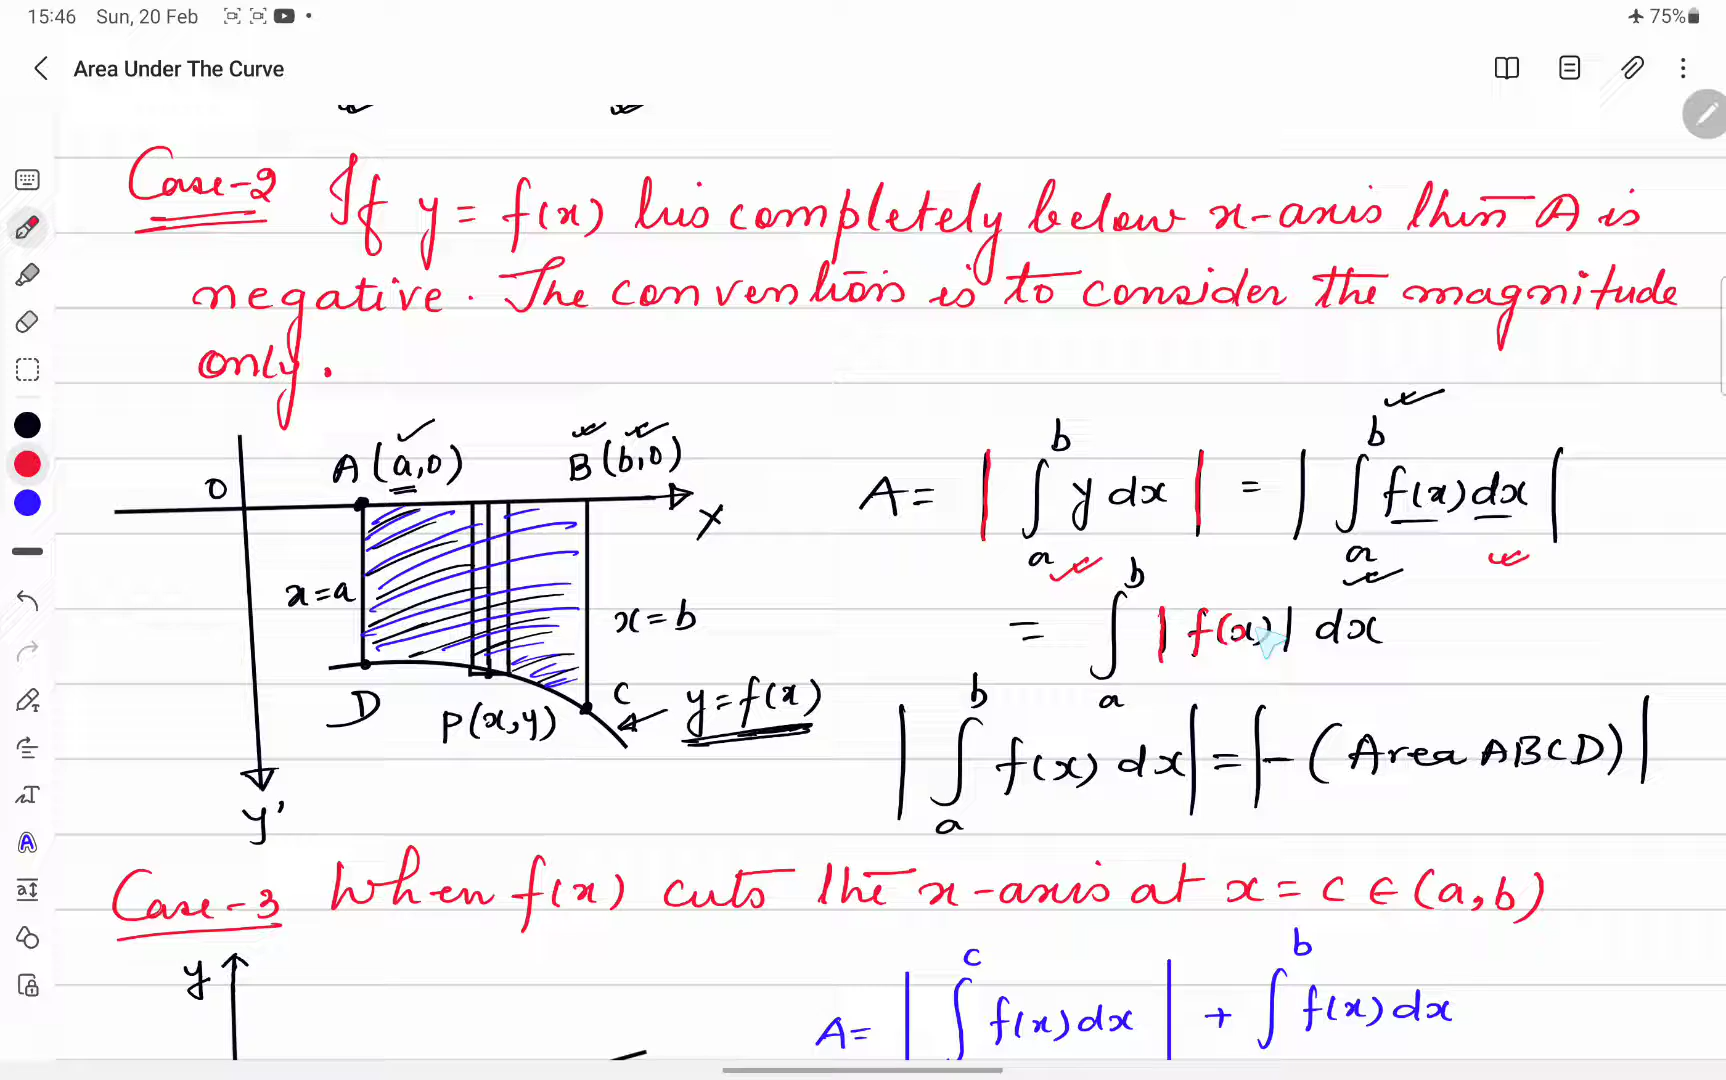 15:46 Sun, 20 Feb
75%
Area Under The Curve
Case-2 If y = f(x) lies completely below x-axis then A is
negative. The convention is to consider the magnitude
only.
O A (a,0) B (b,0)
X
x=a
x=b
D P(x,y) C y=f(x)
y'
A = | ∫_a^b y dx | = | ∫_a^b f(x) dx |
= ∫_a^b | f(x) | dx
| ∫_a^b f(x) dx | = | -(Area ABCD) |
Case-3 When f(x) cuts the x-axis at x = c ∈ (a,b)
y
A = | ∫^c f(x) dx | + ∫^b f(x) dx